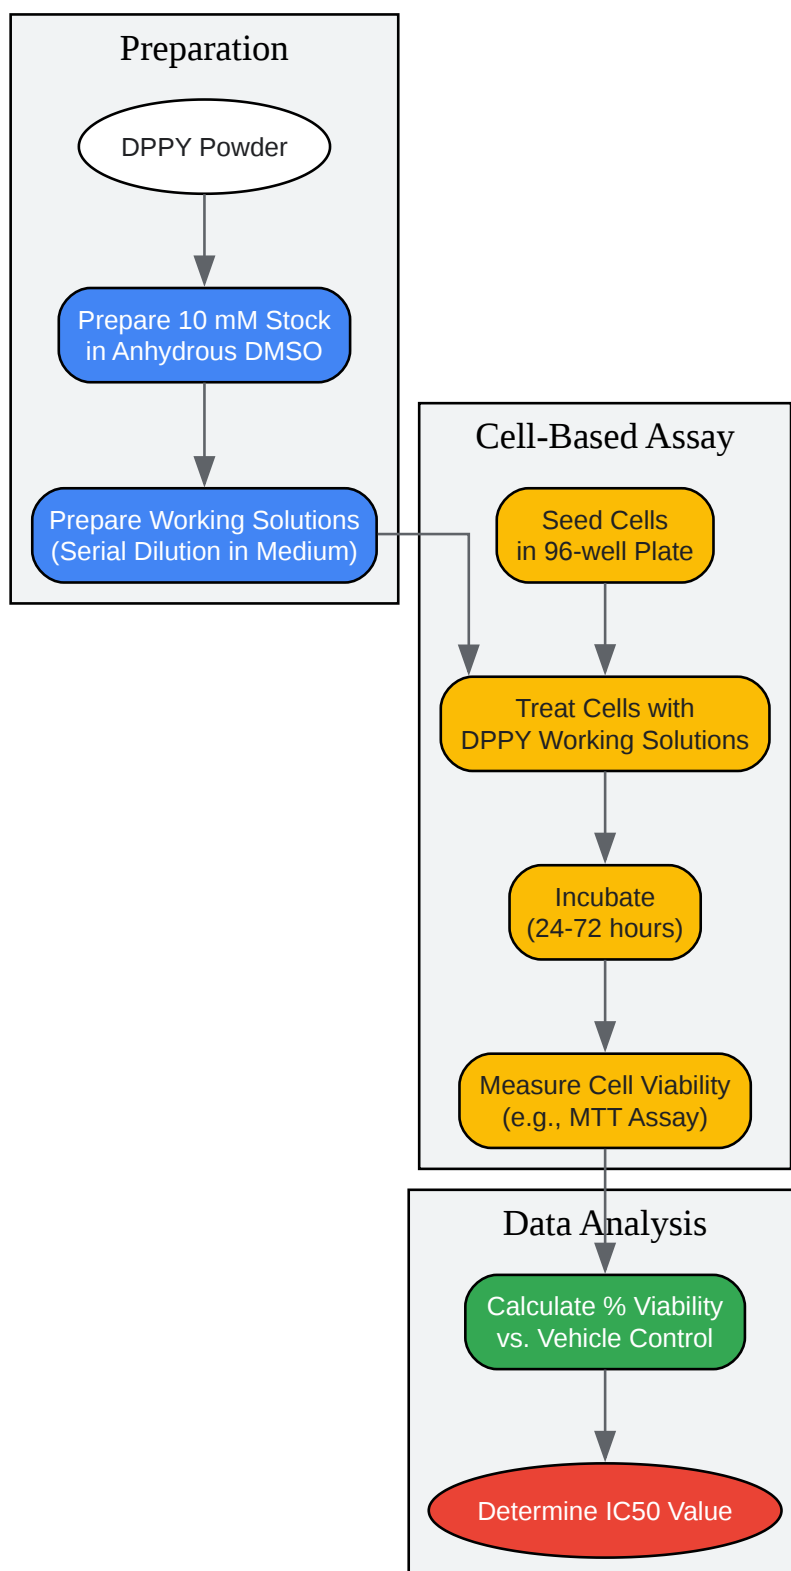 Preparation
DPPY Powder
Prepare 10 mM Stock
in Anhydrous DMSO
Prepare Working Solutions
(Serial Dilution in Medium)
Cell-Based Assay
Seed Cells
in 96-well Plate
Treat Cells with
DPPY Working Solutions
Incubate
(24-72 hours)
Measure Cell Viability
(e.g., MTT Assay)
Data Analysis
Calculate % Viability
vs. Vehicle Control
Determine IC50 Value